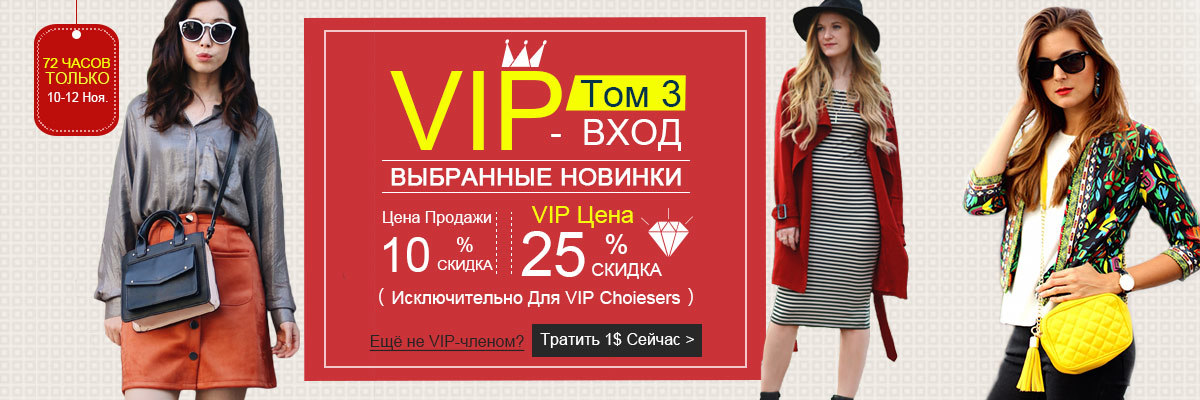 72 ЧАСОВ
ТОЛЬКО
10-12 Ноя.
VIP
Том 3
- ВХОД
ВЫБРАННЫЕ НОВИНКИ
Цена Продажи
10 % СКИДКА
VIP Цена
25 % СКИДКА
( Исключительно Для VIP Choiesers )
Ещё не VIP-членом?
Тратить 1$ Сейчас >